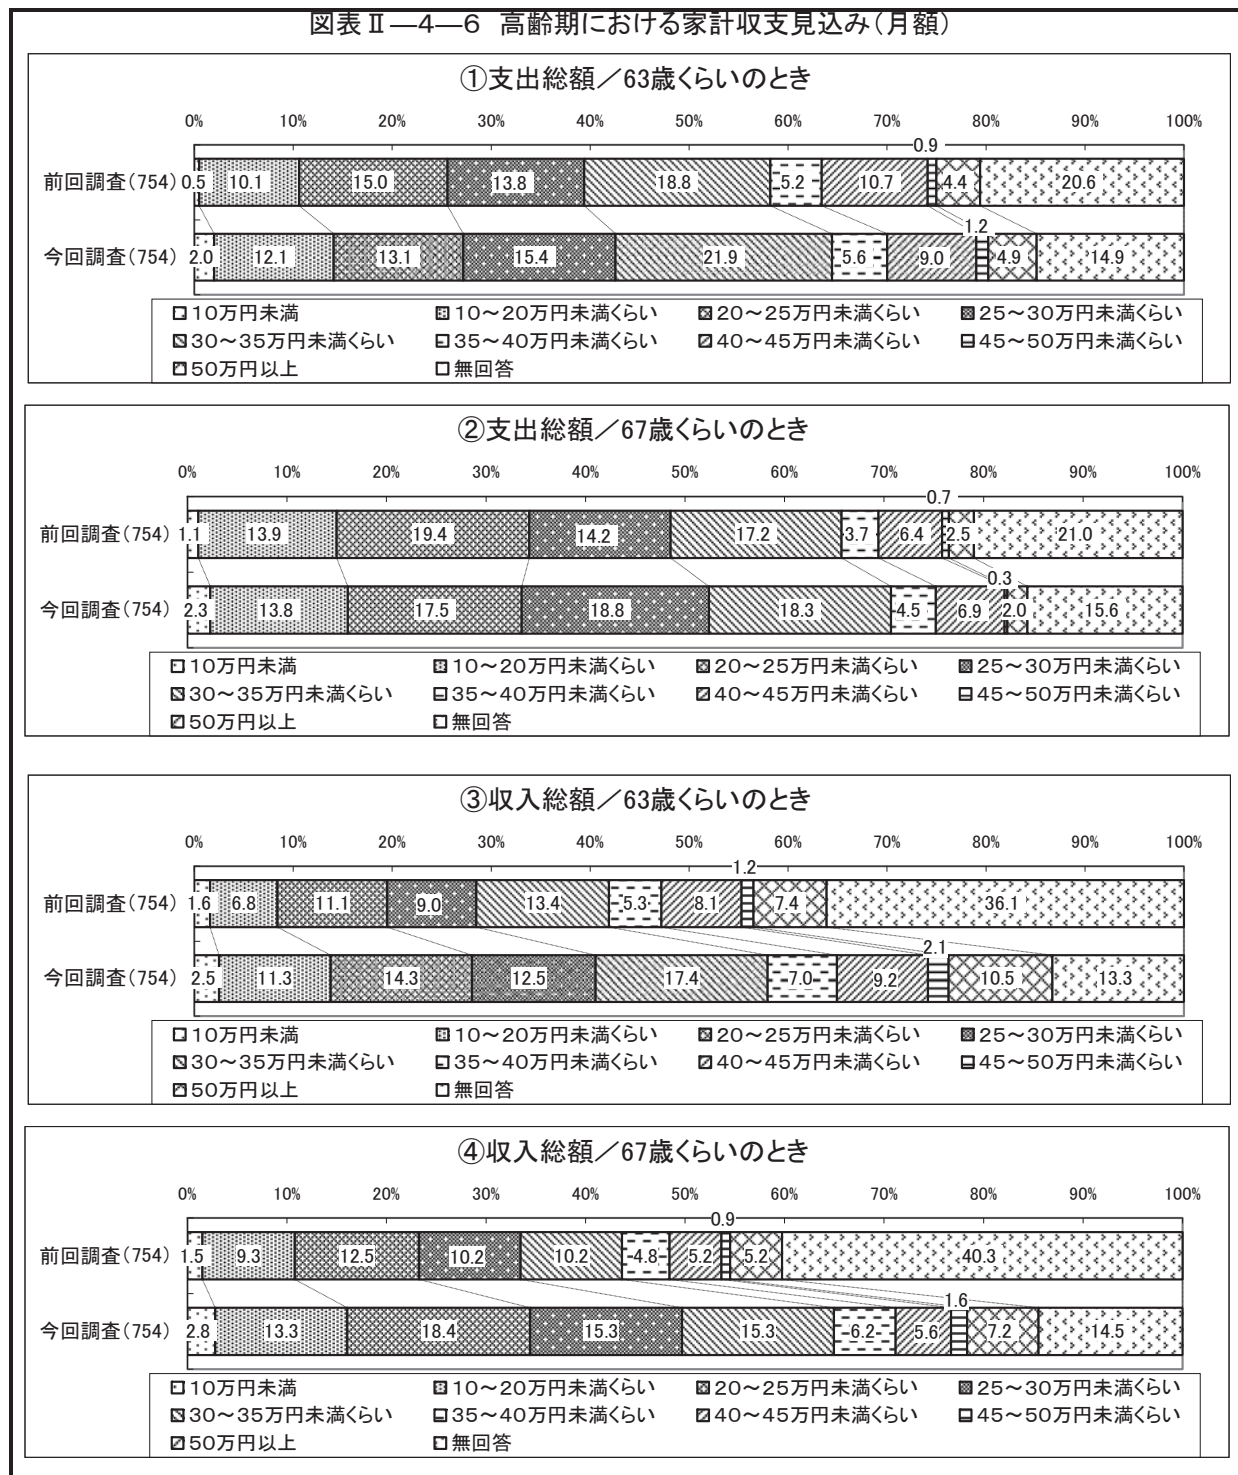 図表Ⅱ―4―6 高齢期における家計収支見込み（月額）
①支出総額／63歳くらいのとき
0% 10% 20% 30% 40% 50% 60% 70% 80% 90% 100%
0.9
前回調査（754） 0.5 10.1 15.0 13.8 18.8 5.2 10.7 4.4 20.6
1.2
今回調査（754） 2.0 12.1 13.1 15.4 21.9 5.6 9.0 4.9 14.9
10万円未満 10～20万円未満くらい 20～25万円未満くらい 25～30万円未満くらい
30～35万円未満くらい 35～40万円未満くらい 40～45万円未満くらい 45～50万円未満くらい
50万円以上 無回答
②支出総額／67歳くらいのとき
0% 10% 20% 30% 40% 50% 60% 70% 80% 90% 100%
0.7
前回調査（754） 1.1 13.9 19.4 14.2 17.2 3.7 6.4 2.5 21.0
0.3
今回調査（754） 2.3 13.8 17.5 18.8 18.3 4.5 6.9 2.0 15.6
10万円未満 10～20万円未満くらい 20～25万円未満くらい 25～30万円未満くらい
30～35万円未満くらい 35～40万円未満くらい 40～45万円未満くらい 45～50万円未満くらい
50万円以上 無回答
③収入総額／63歳くらいのとき
0% 10% 20% 30% 40% 50% 60% 70% 80% 90% 100%
1.2
前回調査（754） 1.6 6.8 11.1 9.0 13.4 5.3 8.1 7.4 36.1
2.1
今回調査（754） 2.5 11.3 14.3 12.5 17.4 7.0 9.2 10.5 13.3
10万円未満 10～20万円未満くらい 20～25万円未満くらい 25～30万円未満くらい
30～35万円未満くらい 35～40万円未満くらい 40～45万円未満くらい 45～50万円未満くらい
50万円以上 無回答
④収入総額／67歳くらいのとき
0% 10% 20% 30% 40% 50% 60% 70% 80% 90% 100%
0.9
前回調査（754） 1.5 9.3 12.5 10.2 10.2 4.8 5.2 5.2 40.3
1.6
今回調査（754） 2.8 13.3 18.4 15.3 15.3 6.2 5.6 7.2 14.5
10万円未満 10～20万円未満くらい 20～25万円未満くらい 25～30万円未満くらい
30～35万円未満くらい 35～40万円未満くらい 40～45万円未満くらい 45～50万円未満くらい
50万円以上 無回答